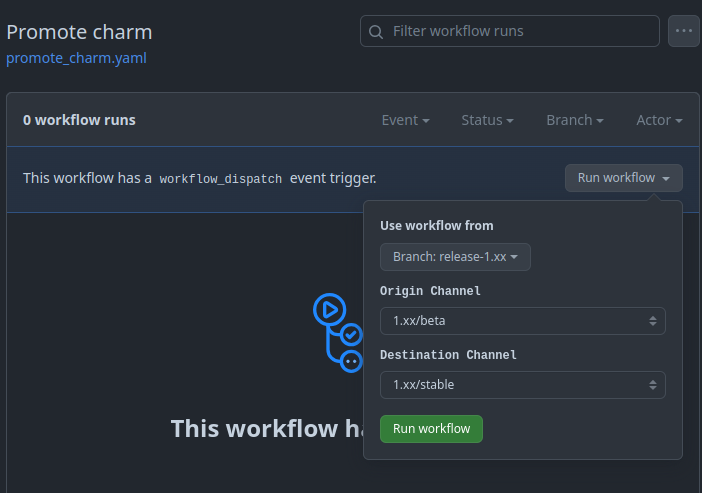 Promote charm
Filter workflow runs
promote_charm.yaml
0 workflow runs
Event
Status
Branch
Actor
This workflow has a workflow_dispatch event trigger.
Run workflow
Use workflow from
Branch: release-1.xx
Origin Channel
1.xx/beta
Destination Channel
1.xx/stable
Run workflow
This workflow